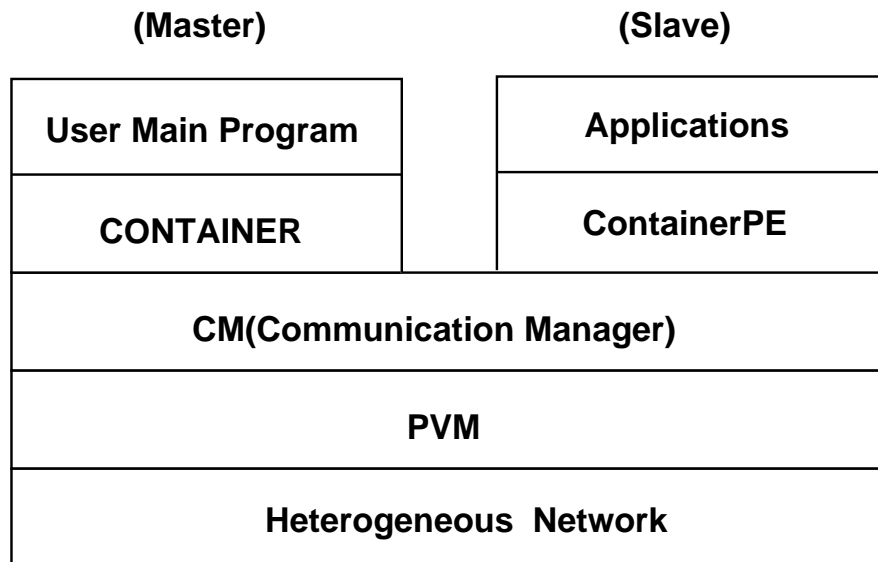 (Master)
(Slave)
User Main Program
Applications
CONTAINER
ContainerPE
CM(Communication Manager)
PVM
Heterogeneous Network